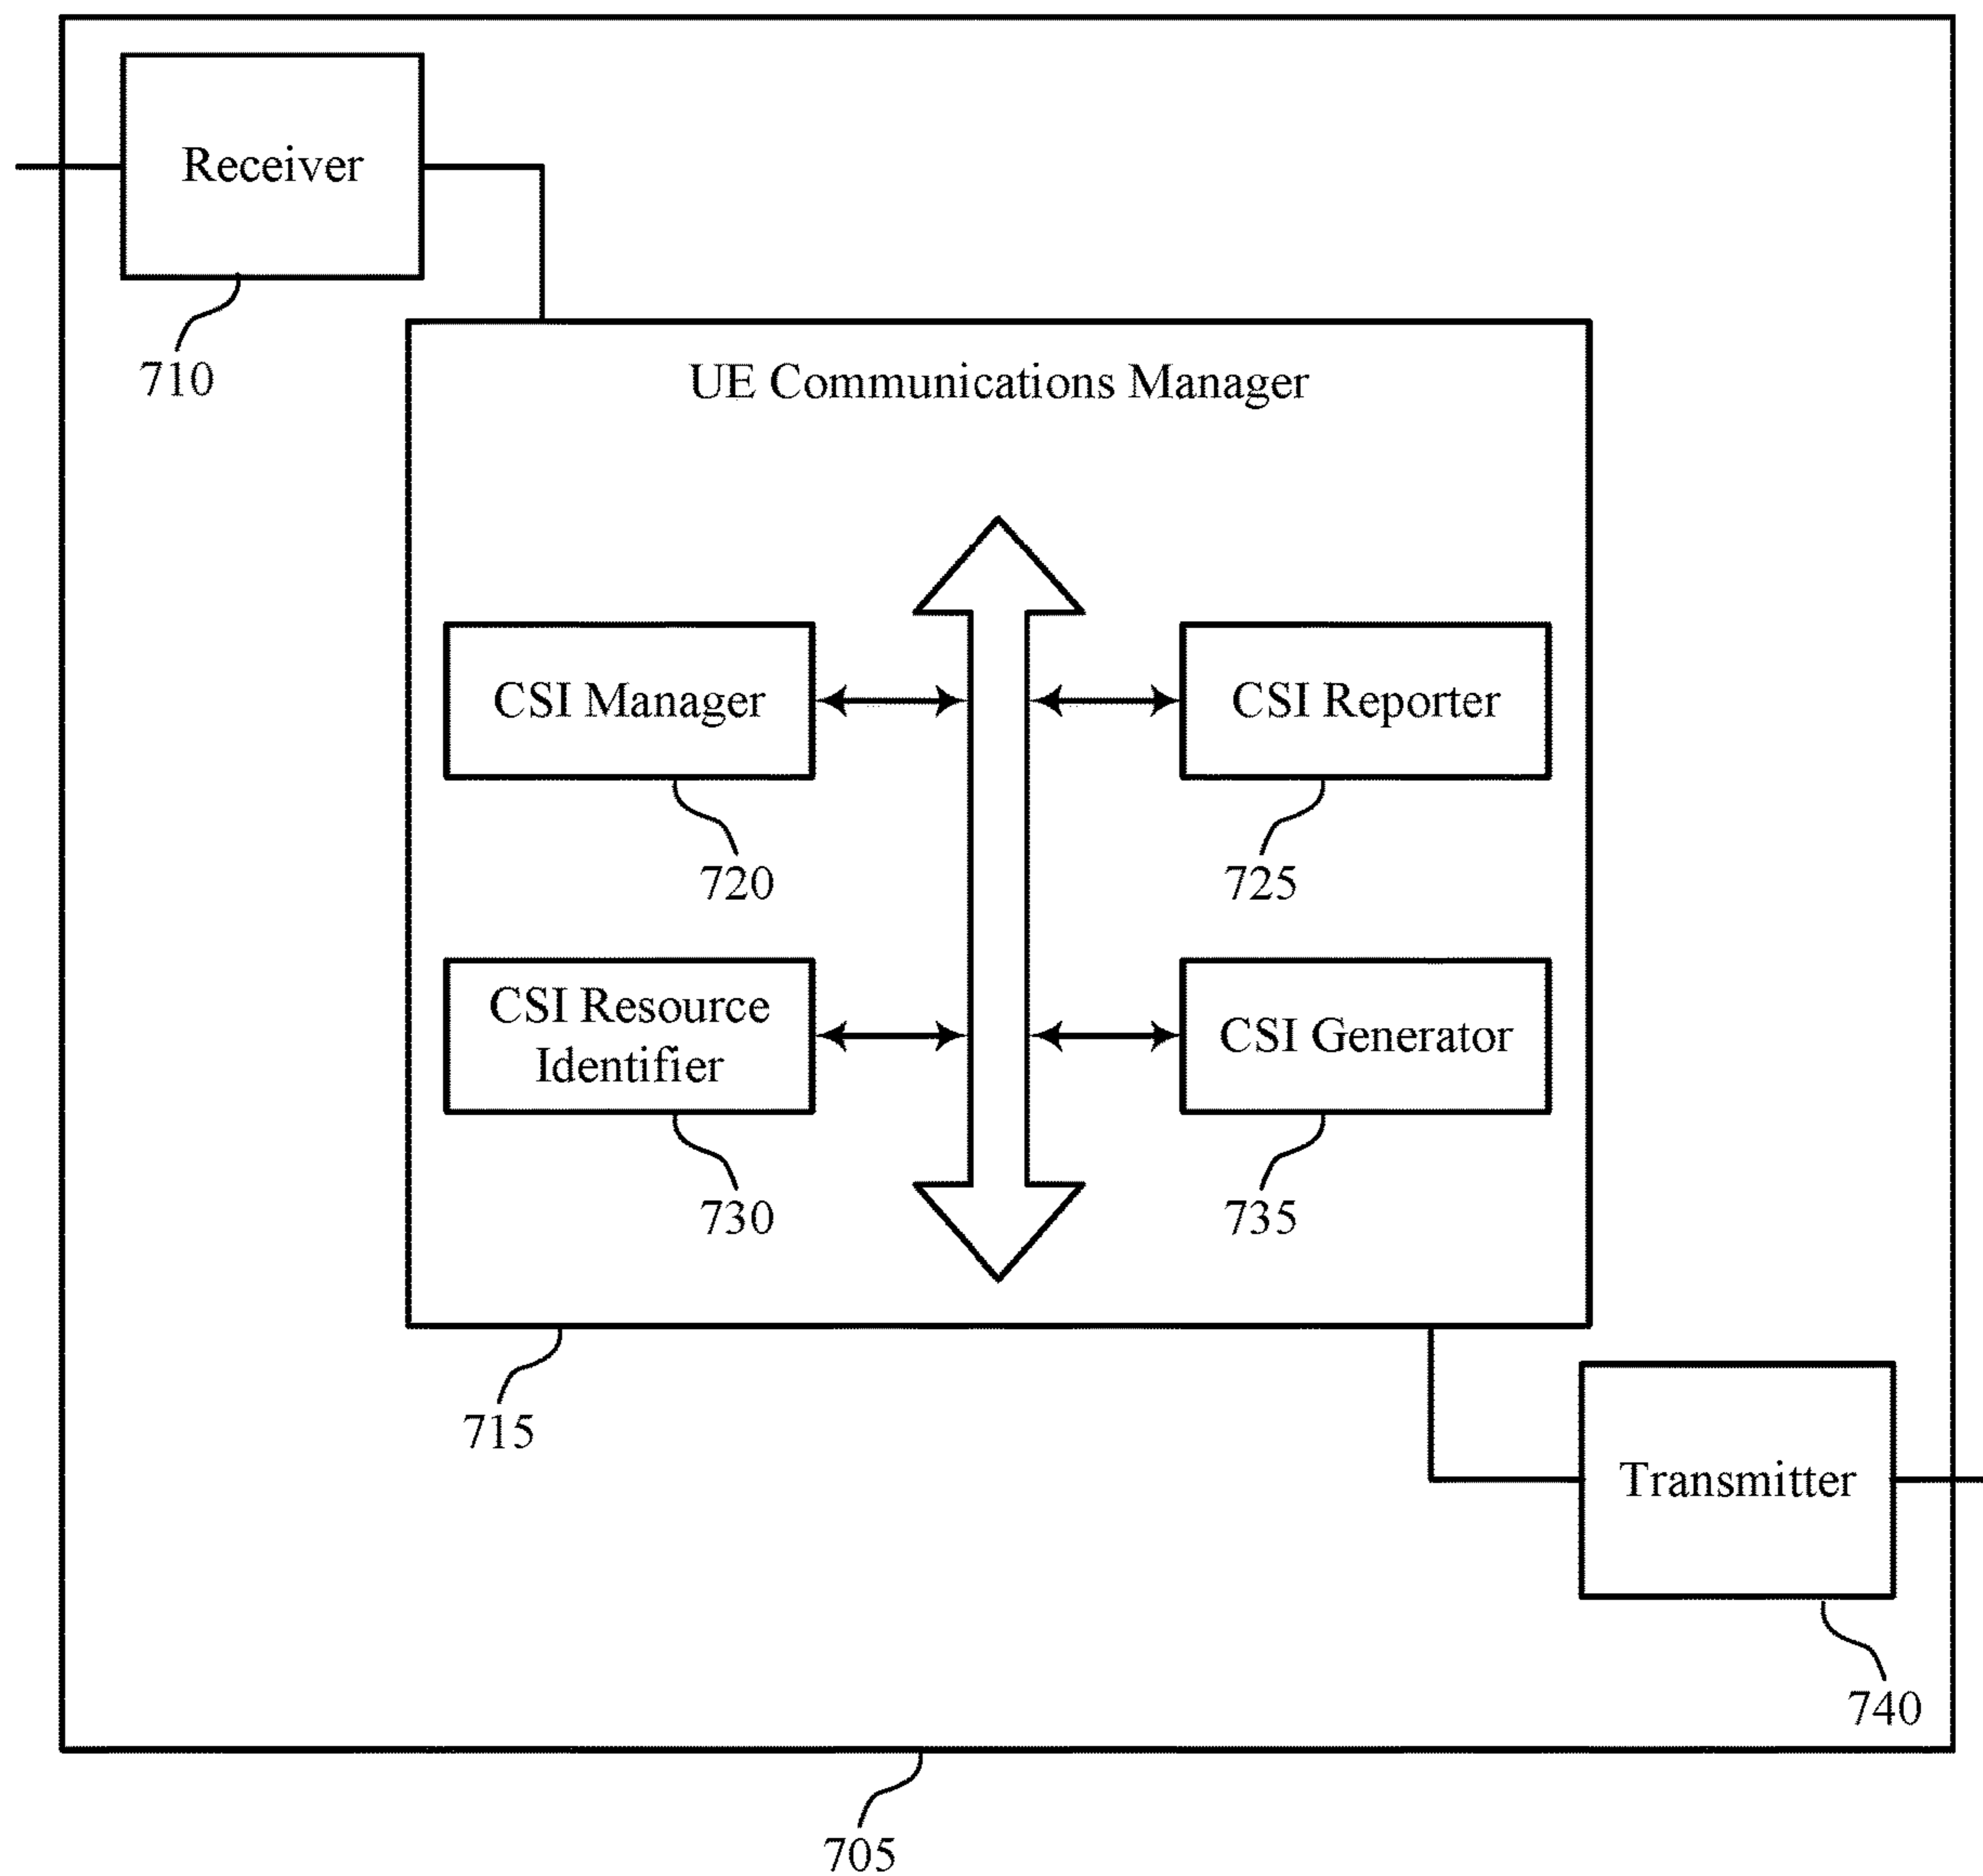 Receiver
710
UE Communications Manager
CSI Manager
CSI Reporter
720
725
CSI Resource
Identifier
CSI Generator
730
735
715
Transmitter
740
705